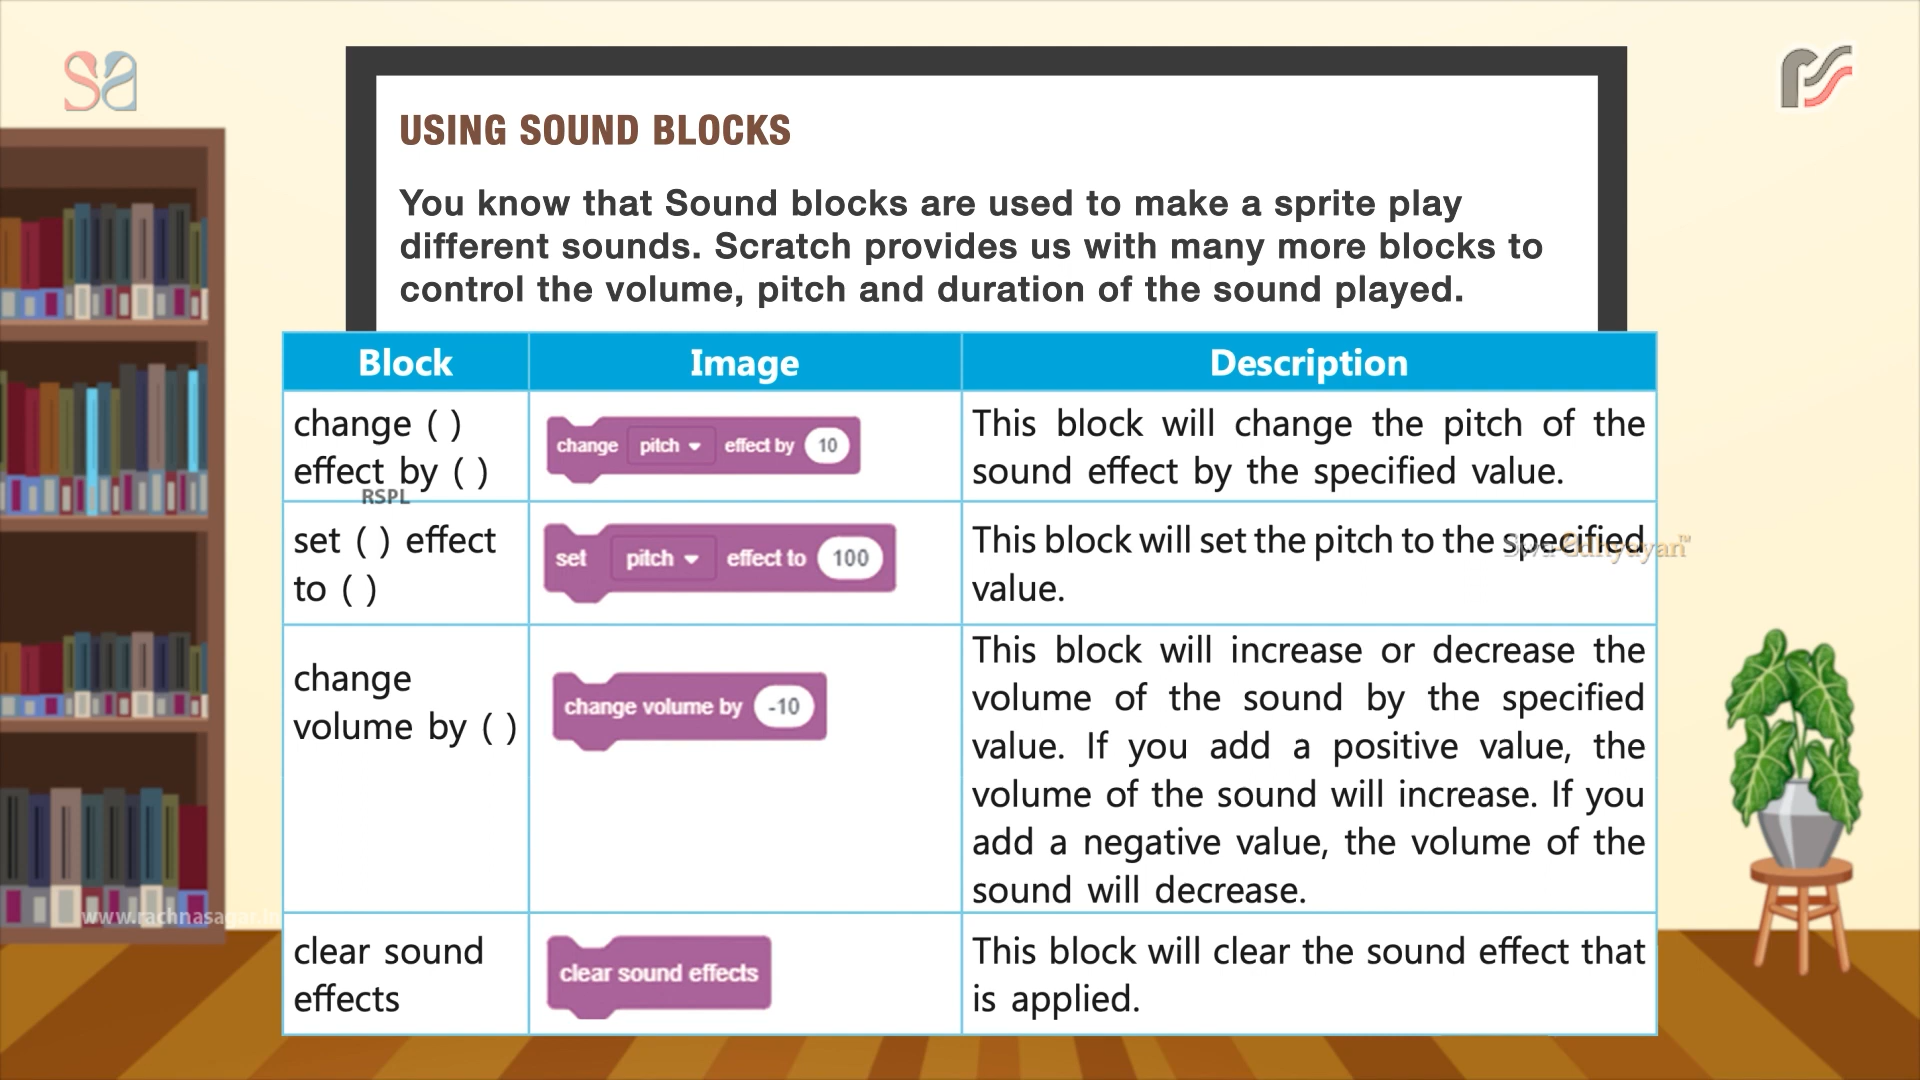 sa
rs
USING SOUND BLOCKS
You know that Sound blocks are used to make a sprite play
different sounds. Scratch provides us with many more blocks to
control the volume, pitch and duration of the sound played.
Block Image Description
change ( )
effect by ( )
change pitch effect by 10
This block will change the pitch of the
sound effect by the specified value.
RSPL
set ( ) effect
to ( )
set pitch effect to 100
This block will set the pitch to the specified
value.
change
volume by ( )
change volume by -10
This block will increase or decrease the
volume of the sound by the specified
value. If you add a positive value, the
volume of the sound will increase. If you
add a negative value, the volume of the
sound will decrease.
www.rachnasagar.in
clear sound
effects
clear sound effects
This block will clear the sound effect that
is applied.